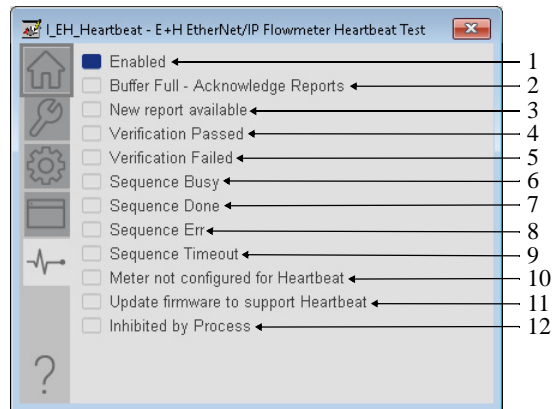 I_EH_Heartbeat - E+H EtherNet/IP Flowmeter Heartbeat Test
Enabled 1
Buffer Full - Acknowledge Reports 2
New report available 3
Verification Passed 4
Verification Failed 5
Sequence Busy 6
Sequence Done 7
Sequence Err 8
Sequence Timeout 9
Meter not configured for Heartbeat 10
Update firmware to support Heartbeat 11
Inhibited by Process 12
?